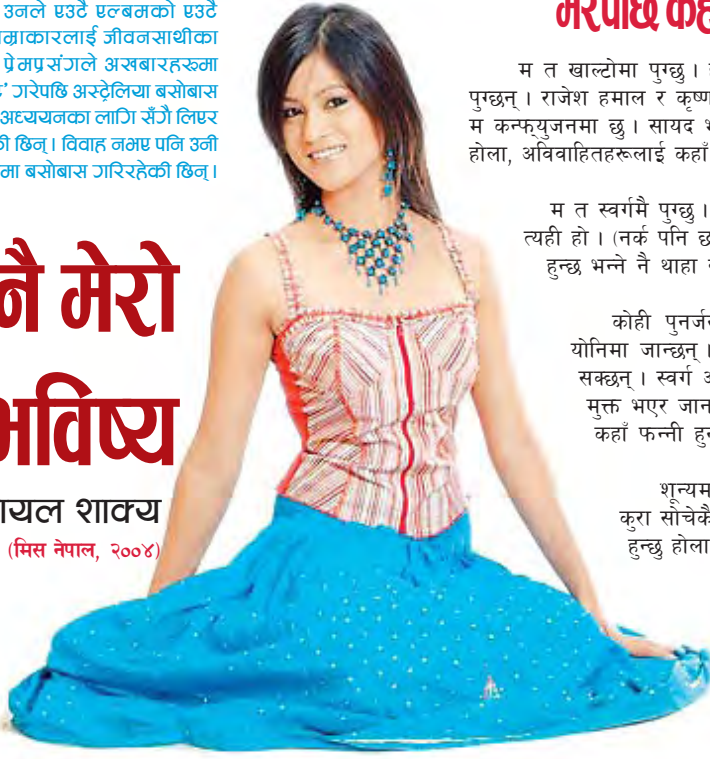 उनले एउटै एल्बमको एउटै
म्राकारलाई जीवनसाथीका
प्रेमप्रसंगले अखबारहरूमा
गरेपछि अस्ट्रेलिया बसोबास
अध्ययनका लागि सँगै लिएर
की छिन् । विवाह नभए पनि उनी
मा बसोबास गरिरहेकी छिन् ।
नै मेरो
भविष्य
ायल शाक्य
(मिस नेपाल, २००४)
मरेपछि कह
म त खाल्टोमा पुग्छु ।
पुग्छन् । राजेश हमाल र कृष्ण
म कन्फ्युजनमा छु । सायद
होला, अविवाहितहरूलाई कहाँ
म त स्वर्गमै पुग्छु ।
त्यही हो । (नर्क पनि छ
हुन्छ भन्ने नै थाहा
कोही पुनर्ज
योनिमा जान्छन् ।
सक्छन् । स्वर्ग
मुक्त भएर जान
कहाँ फन्नी हु
शून्यम
कुरा सोचेकै
हुन्छु होला